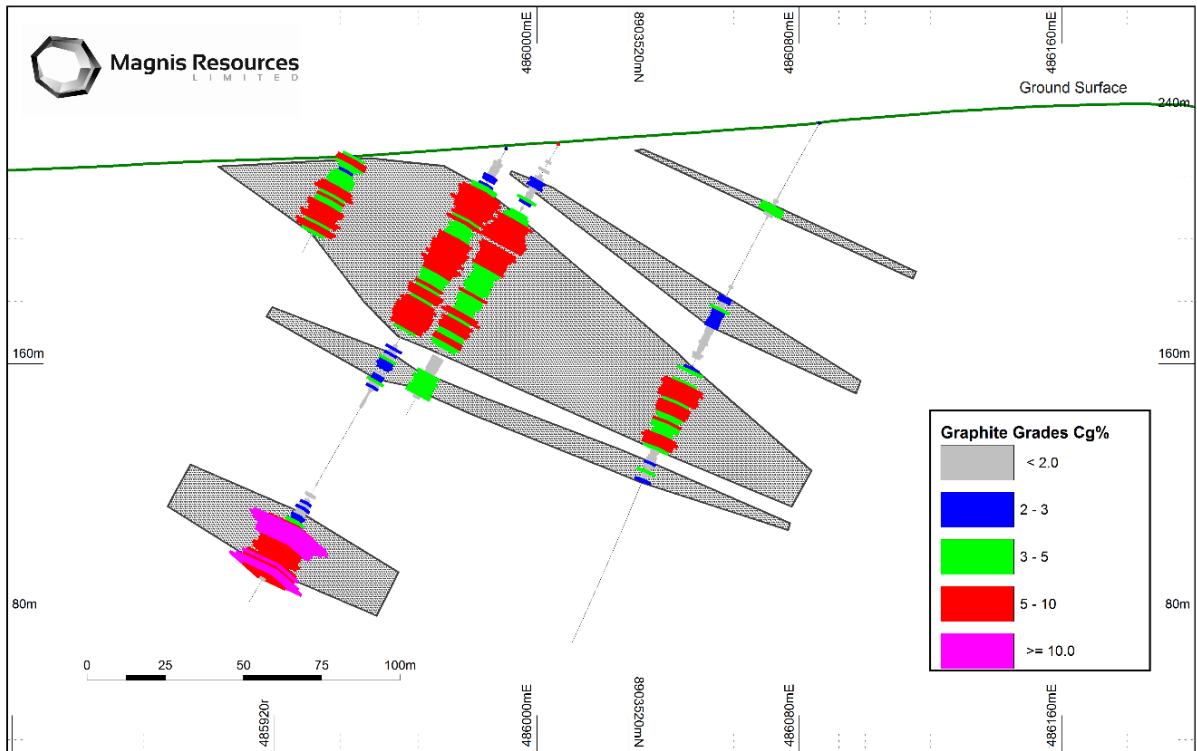 Magnis Resources
LIMITED
486000mE
8903520mN
486080mE
486160mE
Ground Surface
240m
160m
160m
Graphite Grades Cg%
< 2.0
2 - 3
3 - 5
5 - 10
>= 10.0
80m
80m
0 25 50 75 100m
485920r
486000mE
8903520mN
486080mE
486160mE